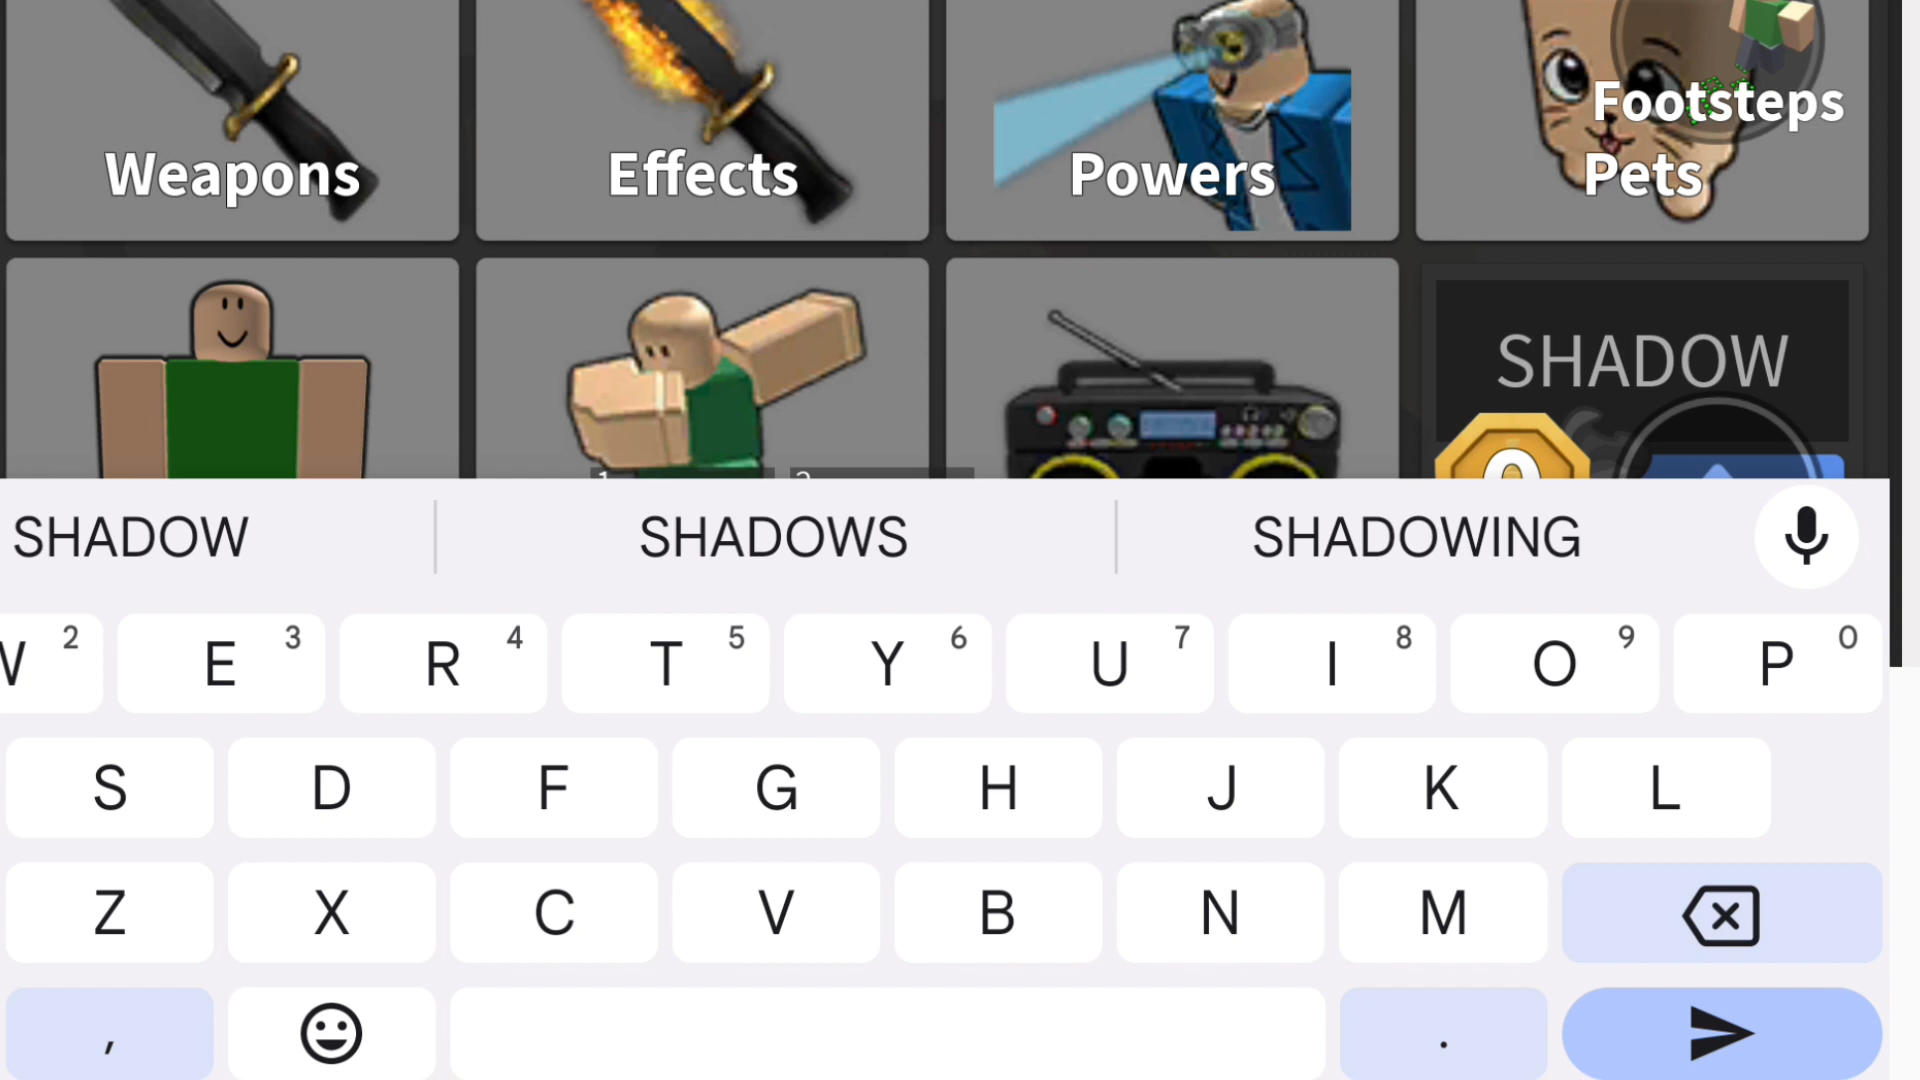 Weapons
Effects
Powers
Footsteps
Pets
SHADOW
SHADOW
SHADOWS
SHADOWING
2
E 3
R 4
T 5
Y 6
U 7
I 8
O 9
P 0
S D F G H J K L
Z X C V B N M
, .